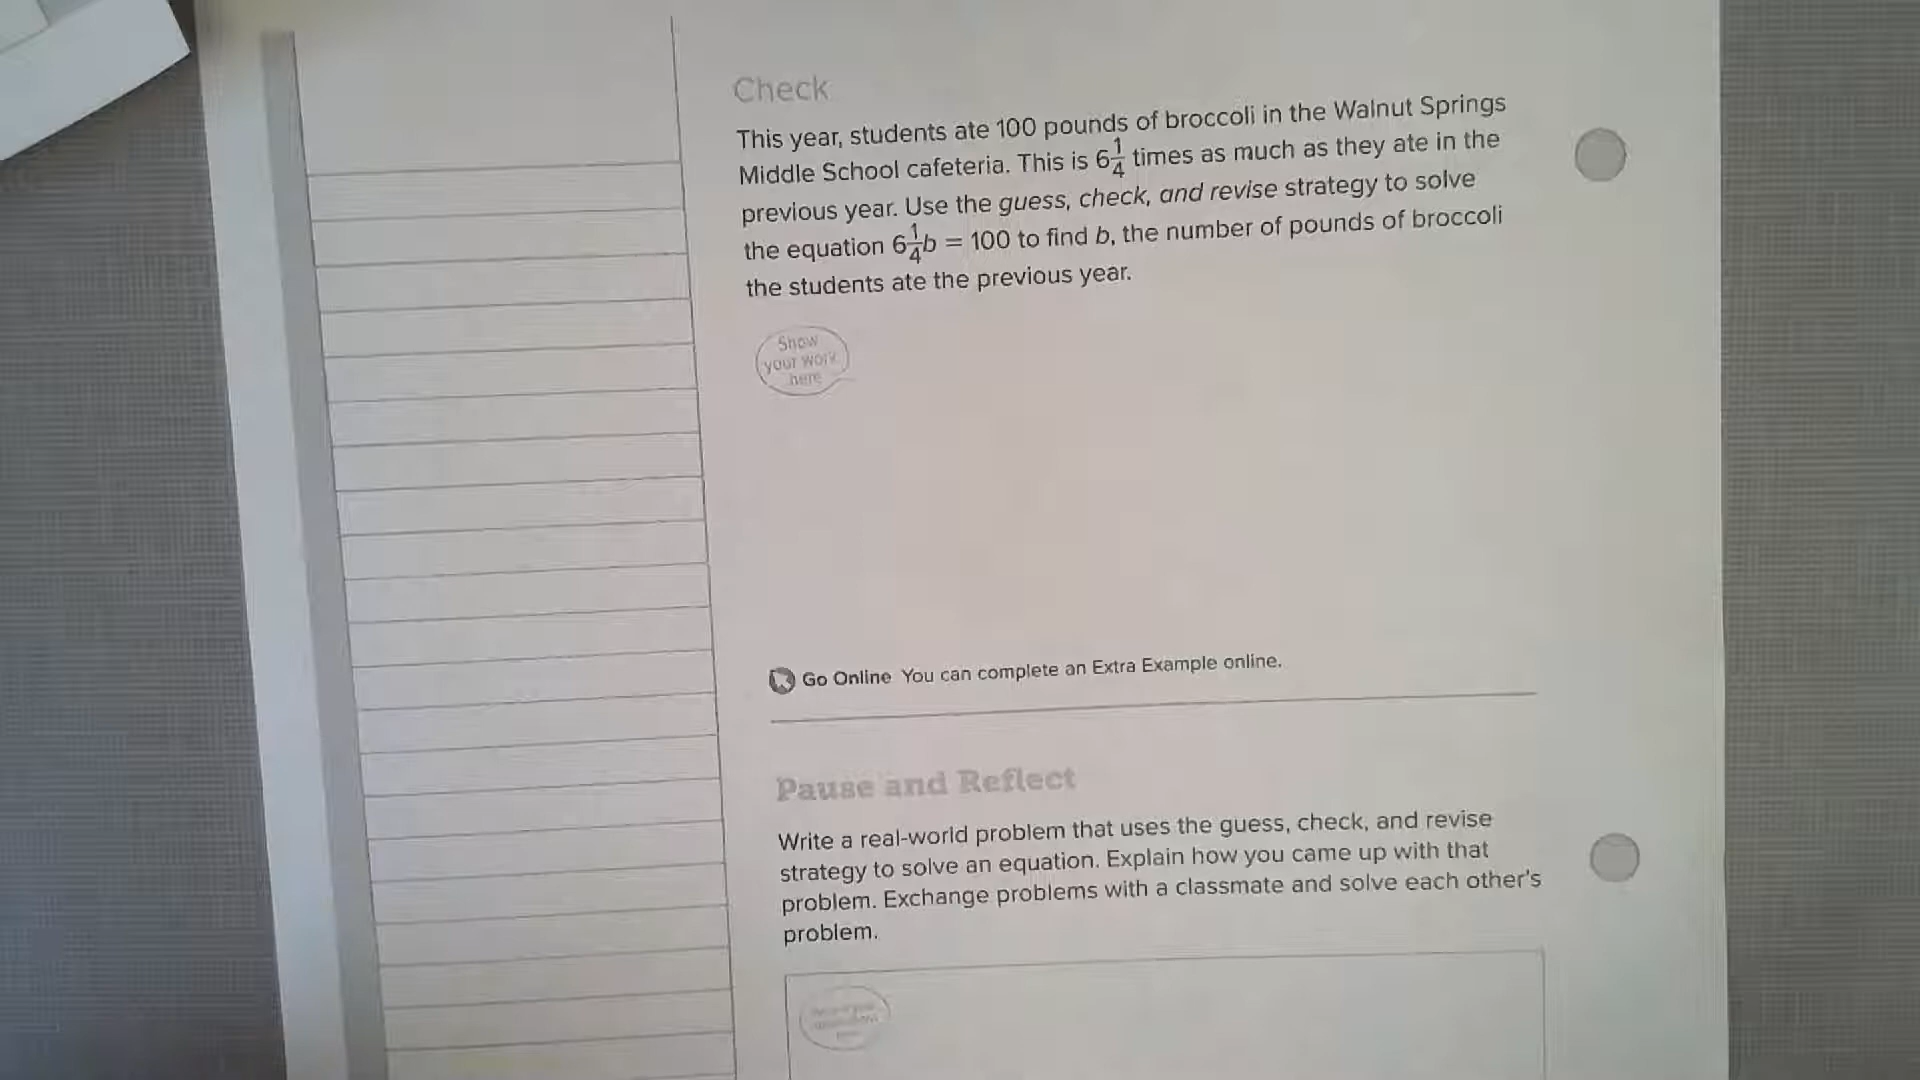 Check
This year, students ate 100 pounds of broccoli in the Walnut Springs
Middle School cafeteria. This is 6 1/4 times as much as they ate in the
previous year. Use the guess, check, and revise strategy to solve
the equation 6 1/4 b = 100 to find b, the number of pounds of broccoli
the students ate the previous year.
Show
your work
here
Go Online You can complete an Extra Example online.
Pause and Reflect
Write a real-world problem that uses the guess, check, and revise
strategy to solve an equation. Explain how you came up with that
problem. Exchange problems with a classmate and solve each other's
problem.